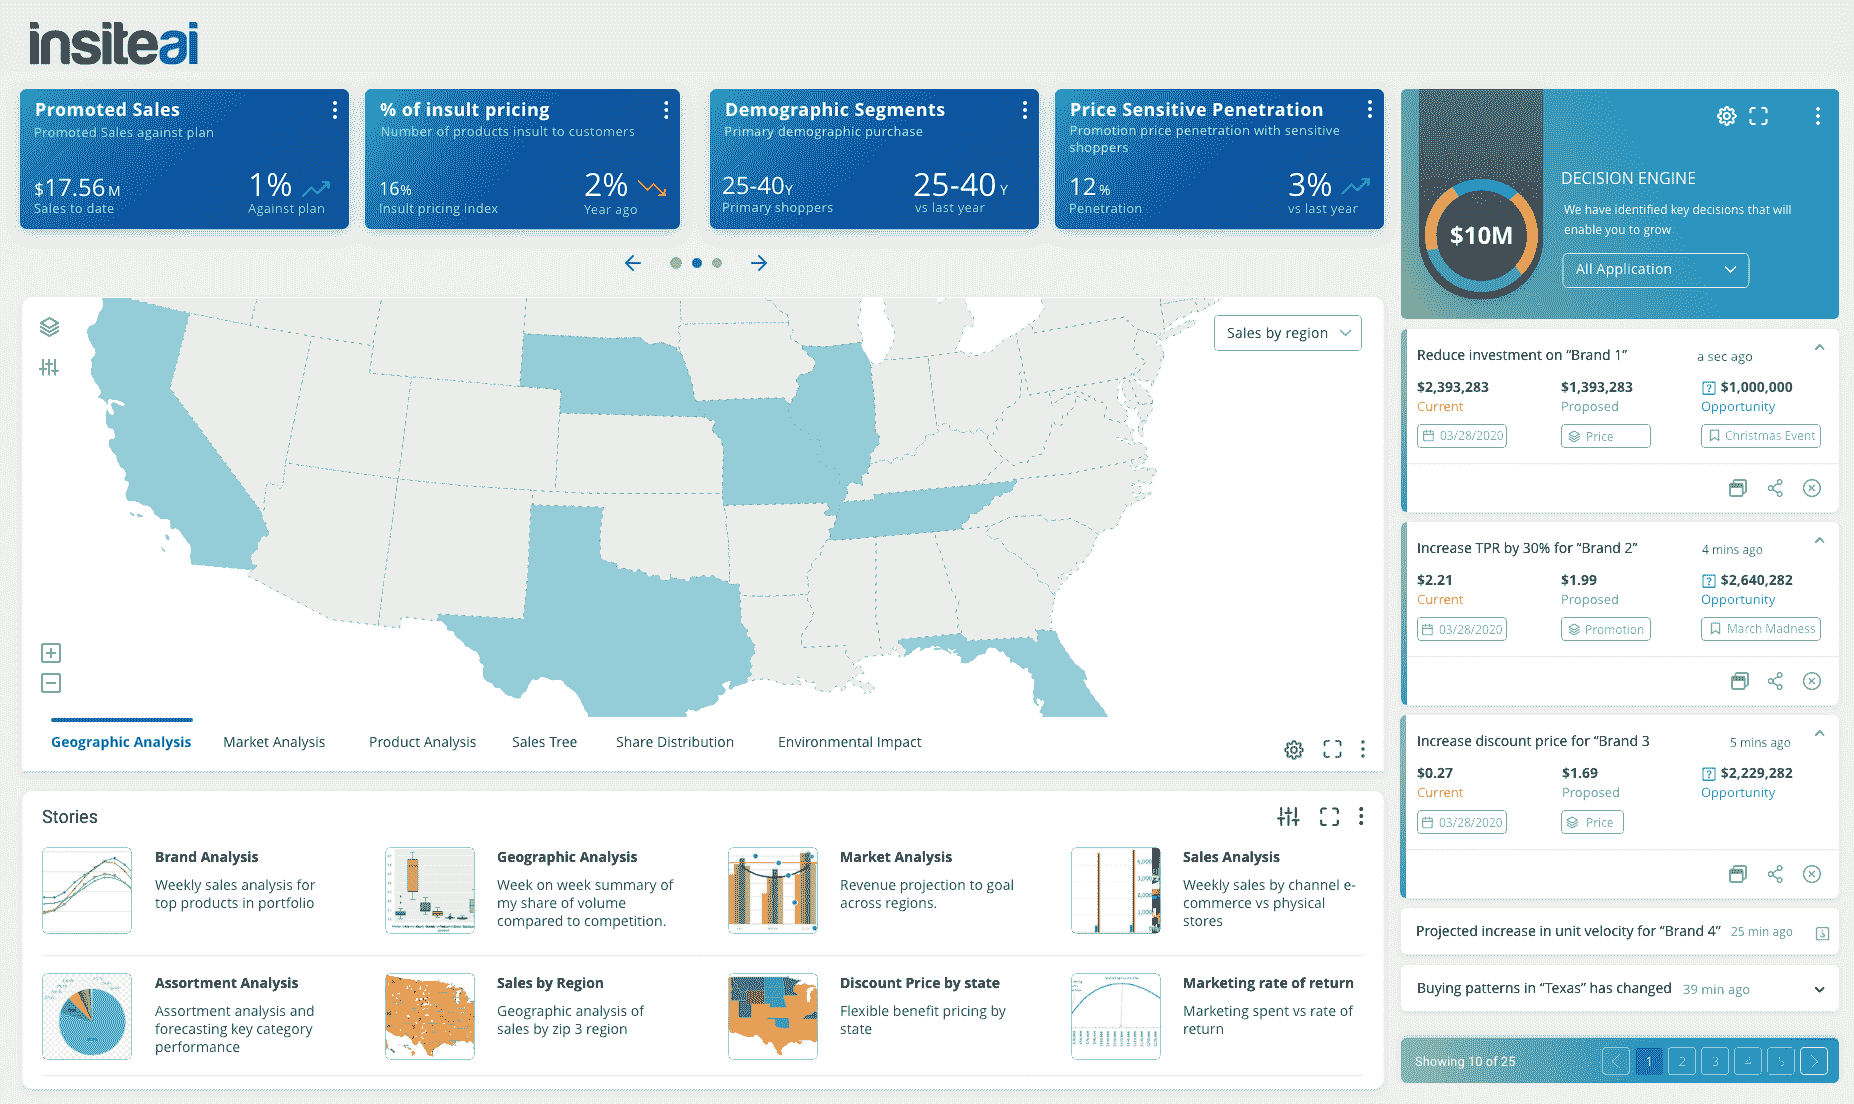 insiteai
Promoted Sales
Promoted Sales against plan
$17.56 M
Sales to date
1%
Against plan
% of insult pricing
Number of products insult to customers
16%
Insult pricing index
2%
Year ago
Demographic Segments
Primary demographic purchase
25-40Y
Primary shoppers
25-40 Y
vs last year
Price Sensitive Penetration
Promotion price penetration with sensitive
shoppers
12 %
Penetration
3%
vs last year
$10M
DECISION ENGINE
We have identified key decisions that will
enable you to grow
All Application
Sales by region
Geographic Analysis
Market Analysis
Product Analysis
Sales Tree
Share Distribution
Environmental Impact
Reduce investment on “Brand 1”
a sec ago
$2,393,283
Current
$1,393,283
Proposed
? $1,000,000
Opportunity
03/28/2020
Price
Christmas Event
Increase TPR by 30% for “Brand 2”
4 mins ago
$2.21
Current
$1.99
Proposed
? $2,640,282
Opportunity
03/28/2020
Promotion
March Madness
Increase discount price for “Brand 3
5 mins ago
$0.27
Current
$1.69
Proposed
? $2,229,282
Opportunity
03/28/2020
Price
Projected increase in unit velocity for “Brand 4”
25 min ago
Buying patterns in “Texas” has changed
39 min ago
Showing 10 of 25
1
2
3
4
5
Stories
Brand Analysis
Weekly sales analysis for
top products in portfolio
Geographic Analysis
Week on week summary of
my share of volume
compared to competition.
Market Analysis
Revenue projection to goal
across regions.
4,000
3,000
2,000
1,000
Sales Analysis
Weekly sales by channel e-
commerce vs physical
stores
Assortment Analysis
Assortment analysis and
forecasting key category
performance
Sales by Region
Geographic analysis of
sales by zip 3 region
Discount Price by state
Flexible benefit pricing by
state
Marketing rate of return
Marketing spent vs rate of
return